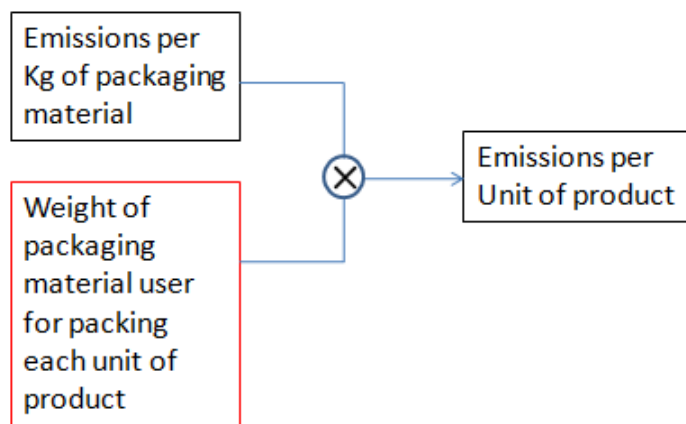 Emissions per
Kg of packaging
material
Weight of
packaging
material user
for packing
each unit of
product
Emissions per
Unit of product